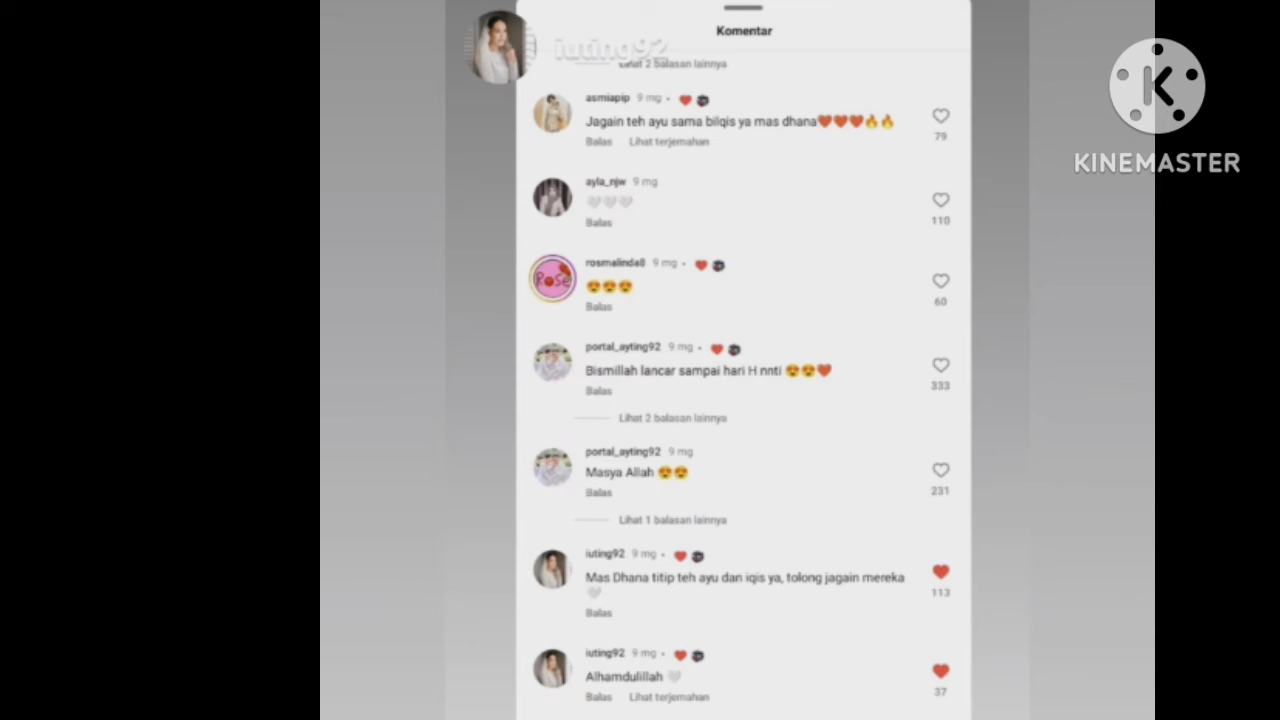 Komentar
iuting92
Lihat 2 balasan lainnya
asmiapip 9 mg •
Jagain teh ayu sama bilqis ya mas dhana❤️❤️❤️🔥🔥
79
Balas Lihat terjemahan
ayla_njw 9 mg
🤍🤍🤍
110
Balas
rosmalinda8 9 mg •
😍😍😍
60
Balas
portal_ayting92 9 mg •
Bismillah lancar sampai hari H nnti 😍😍❤️
333
Balas
Lihat 2 balasan lainnya
portal_ayting92 9 mg
Masya Allah 😍😍
231
Balas
Lihat 1 balasan lainnya
iuting92 9 mg •
Mas Dhana titip teh ayu dan iqis ya, tolong jagain mereka
🤍
113
Balas
iuting92 9 mg •
Alhamdulillah 🤍
37
Balas Lihat terjemahan
RoSe
K
KINEMASTER